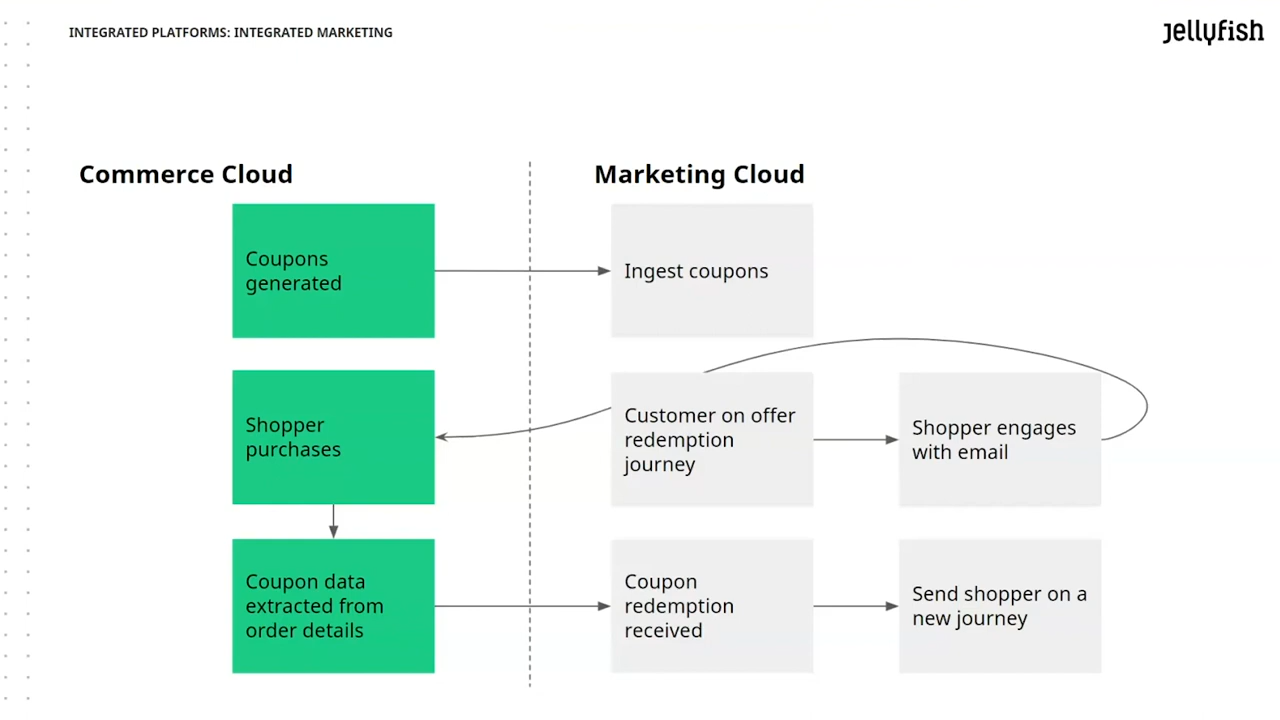 INTEGRATED PLATFORMS: INTEGRATED MARKETING
jellyfish
Commerce Cloud
Marketing Cloud
Coupons
generated
Ingest coupons
Shopper
purchases
Customer on offer
redemption
journey
Shopper engages
with email
Coupon data
extracted from
order details
Coupon
redemption
received
Send shopper on a
new journey